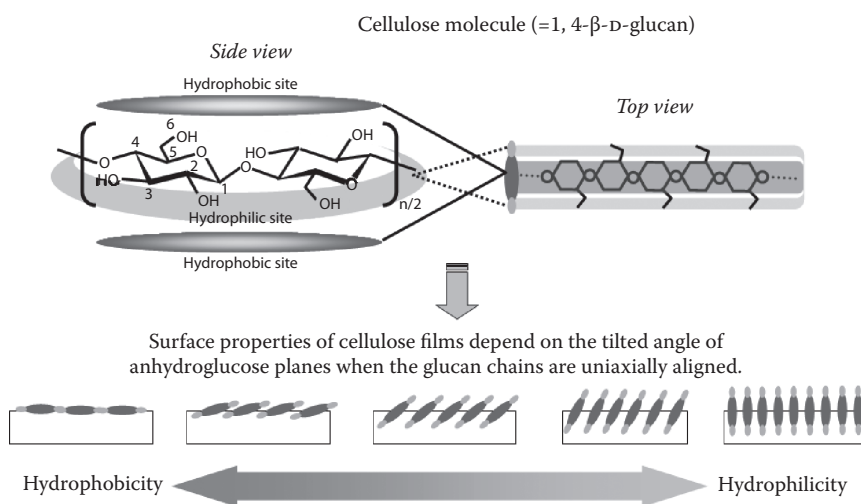 Cellulose molecule (=1, 4-β-D-glucan)
Side view
Hydrophobic site
Top view
6
OH
4
5
O
O
HO
2
3
1
OH
O
HO
OH
O
OH
n/2
Hydrophilic site
Hydrophobic site
Surface properties of cellulose films depend on the tilted angle of
anhydroglucose planes when the glucan chains are uniaxially aligned.
Hydrophobicity
Hydrophilicity